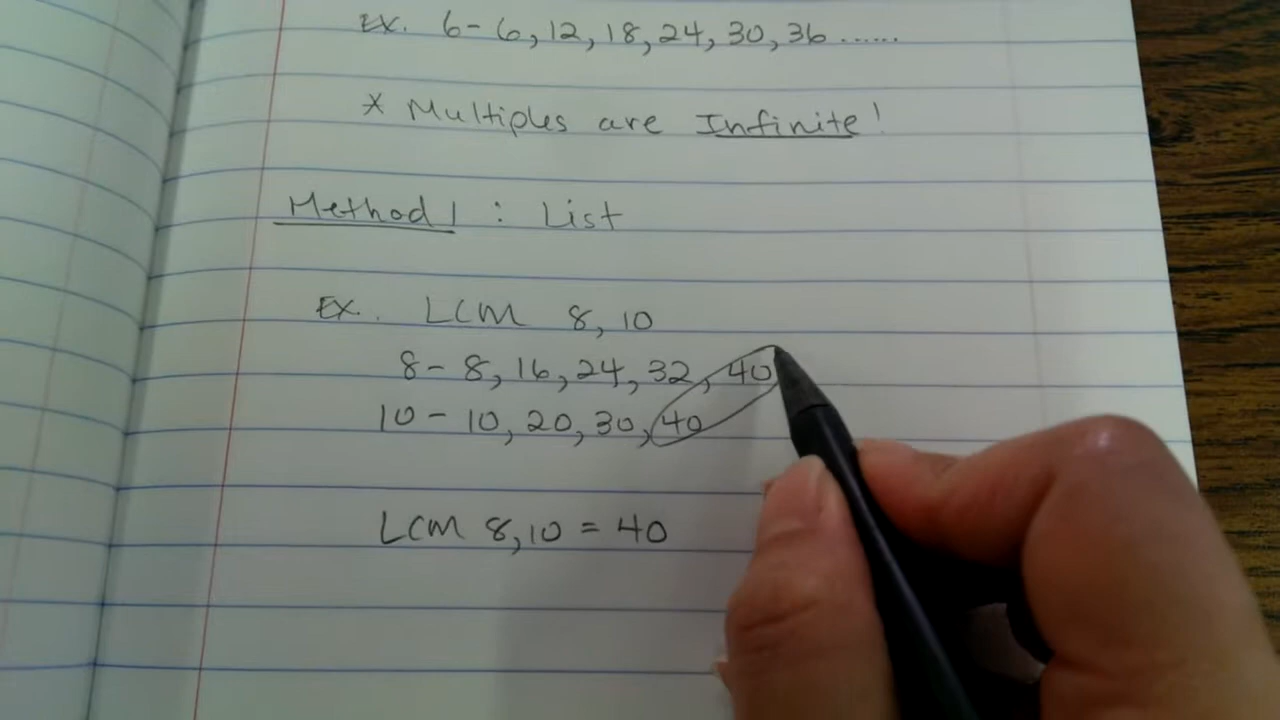 Ex. 6- 6, 12, 18, 24, 30, 36 ......
* Multiples are Infinite!
Method 1 : List
Ex. LCM 8, 10
8 - 8, 16, 24, 32, 40
10 - 10, 20, 30, 40
LCM 8, 10 = 40